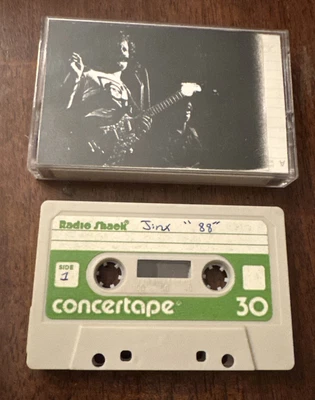 Radio Shack® Jinx "88"
SIDE
1
concertape®
30